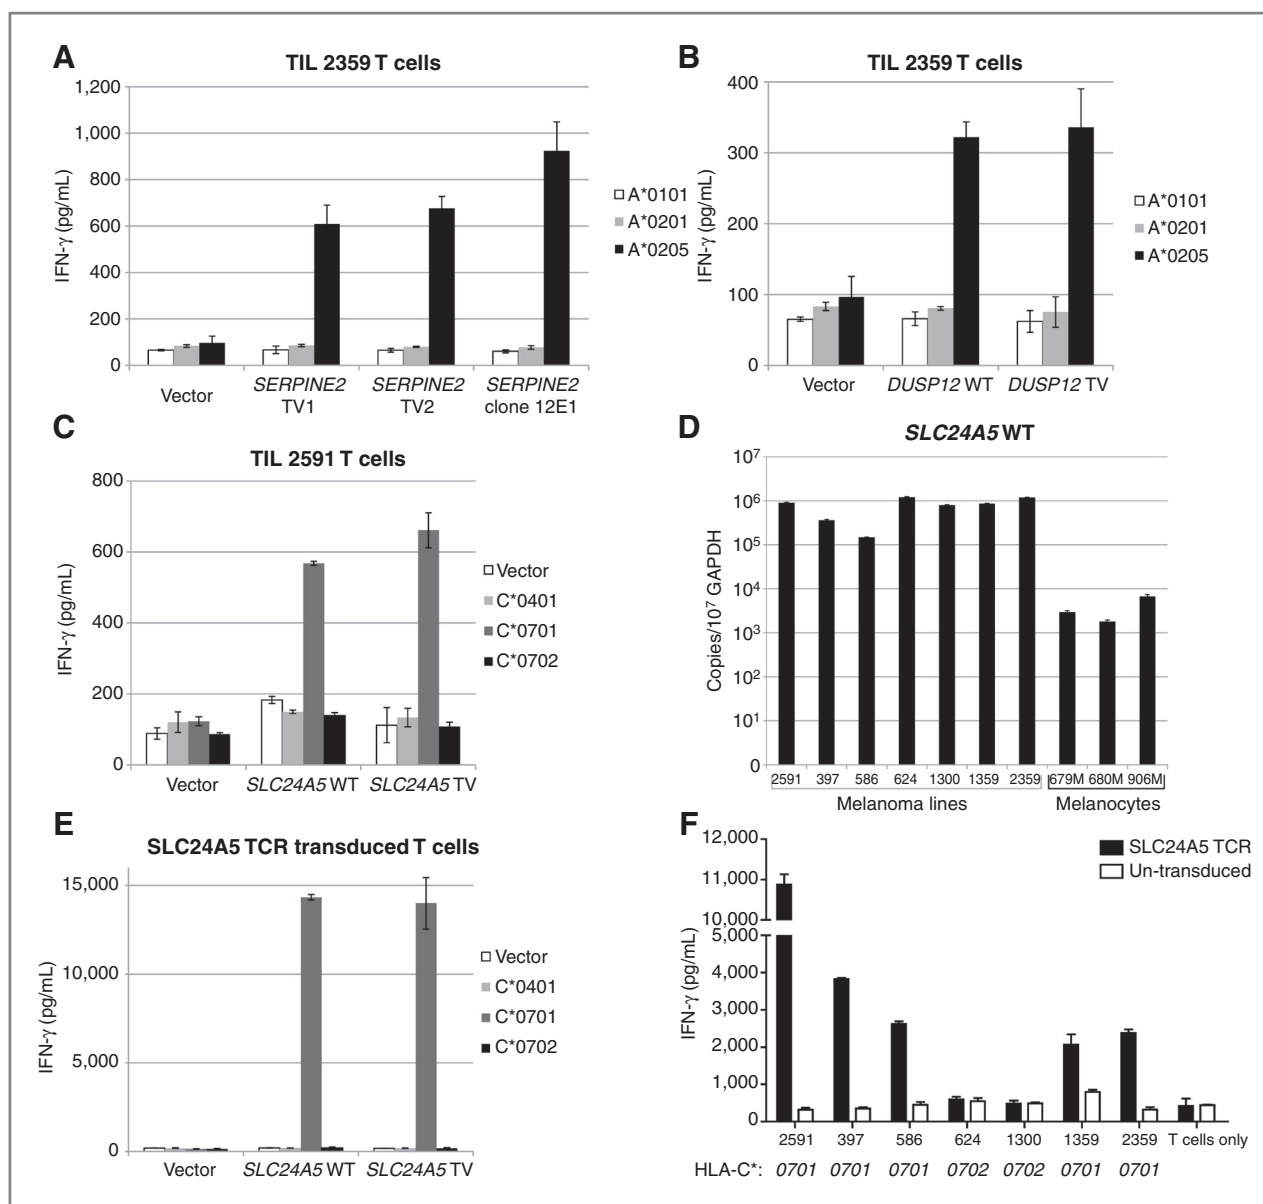 A
TIL 2359 T cells
IFN-γ (pg/mL)
1,200
1,000
800
600
400
200
0
Vector
SERPINE2 TV1
SERPINE2 TV2
SERPINE2 clone 12E1
A*0101
A*0201
A*0205
B
TIL 2359 T cells
IFN-γ (pg/mL)
400
300
200
100
0
Vector
DUSP12 WT
DUSP12 TV
A*0101
A*0201
A*0205
C
TIL 2591 T cells
IFN-γ (pg/mL)
800
600
400
200
0
Vector
SLC24A5 WT
SLC24A5 TV
Vector
C*0401
C*0701
C*0702
D
SLC24A5 WT
Copies/10⁷ GAPDH
10⁷
10⁶
10⁵
10⁴
10³
10²
10¹
0
2591 397 586 624 1300 1359 2359 679M 680M 906M
Melanoma lines Melanocytes
E
SLC24A5 TCR transduced T cells
IFN-γ (pg/mL)
15,000
10,000
5,000
0
Vector
SLC24A5 WT
SLC24A5 TV
Vector
C*0401
C*0701
C*0702
F
IFN-γ (pg/mL)
12,000
11,000
10,000
5,000
4,000
3,000
2,000
1,000
0
SLC24A5 TCR
Un-transduced
2591 397 586 624 1300 1359 2359 T cells only
HLA-C*: 0701 0701 0701 0702 0702 0701 0701